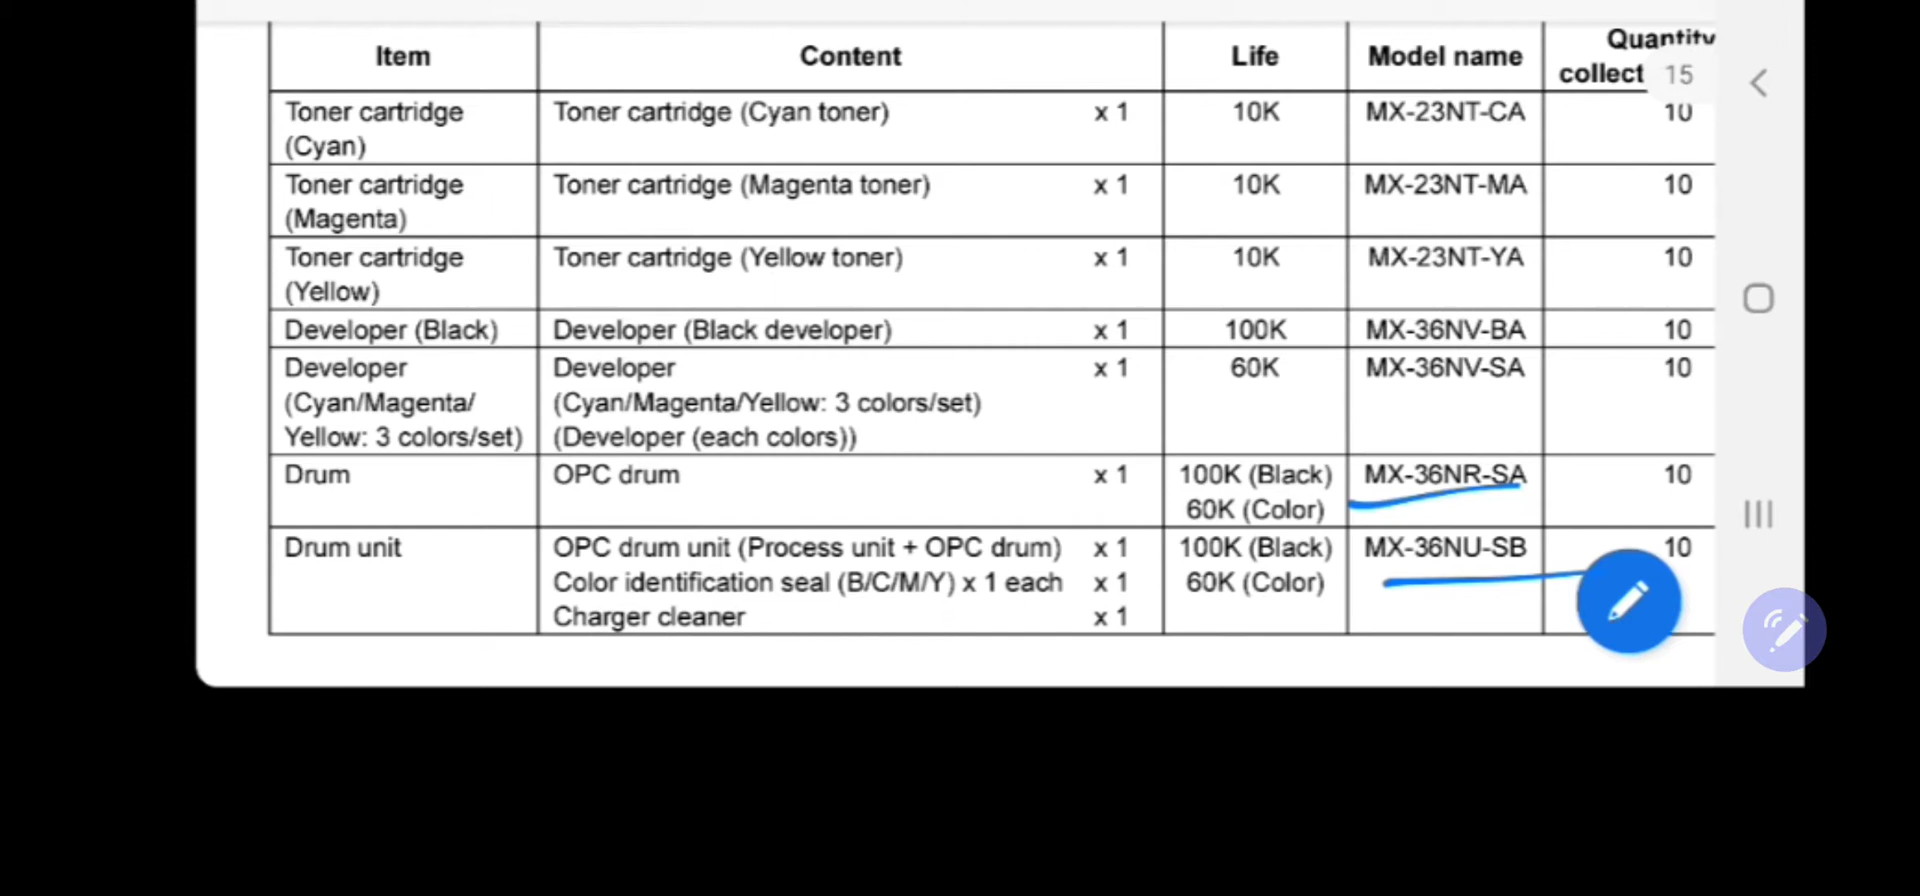 Item Content Life Model name Quantity collect 15
Toner cartridge (Cyan toner) x 1 10K MX-23NT-CA 10
Toner cartridge
(Cyan)
Toner cartridge Toner cartridge (Magenta toner) x 1 10K MX-23NT-MA 10
(Magenta)
Toner cartridge Toner cartridge (Yellow toner) x 1 10K MX-23NT-YA 10
(Yellow)
Developer (Black) Developer (Black developer) x 1 100K MX-36NV-BA 10
Developer Developer x 1 60K MX-36NV-SA 10
(Cyan/Magenta/ (Cyan/Magenta/Yellow: 3 colors/set)
Yellow: 3 colors/set) (Developer (each colors))
Drum OPC drum x 1 100K (Black) MX-36NR-SA 10
60K (Color)
Drum unit OPC drum unit (Process unit + OPC drum) x 1 100K (Black) MX-36NU-SB 10
Color identification seal (B/C/M/Y) x 1 each x 1 60K (Color)
Charger cleaner x 1